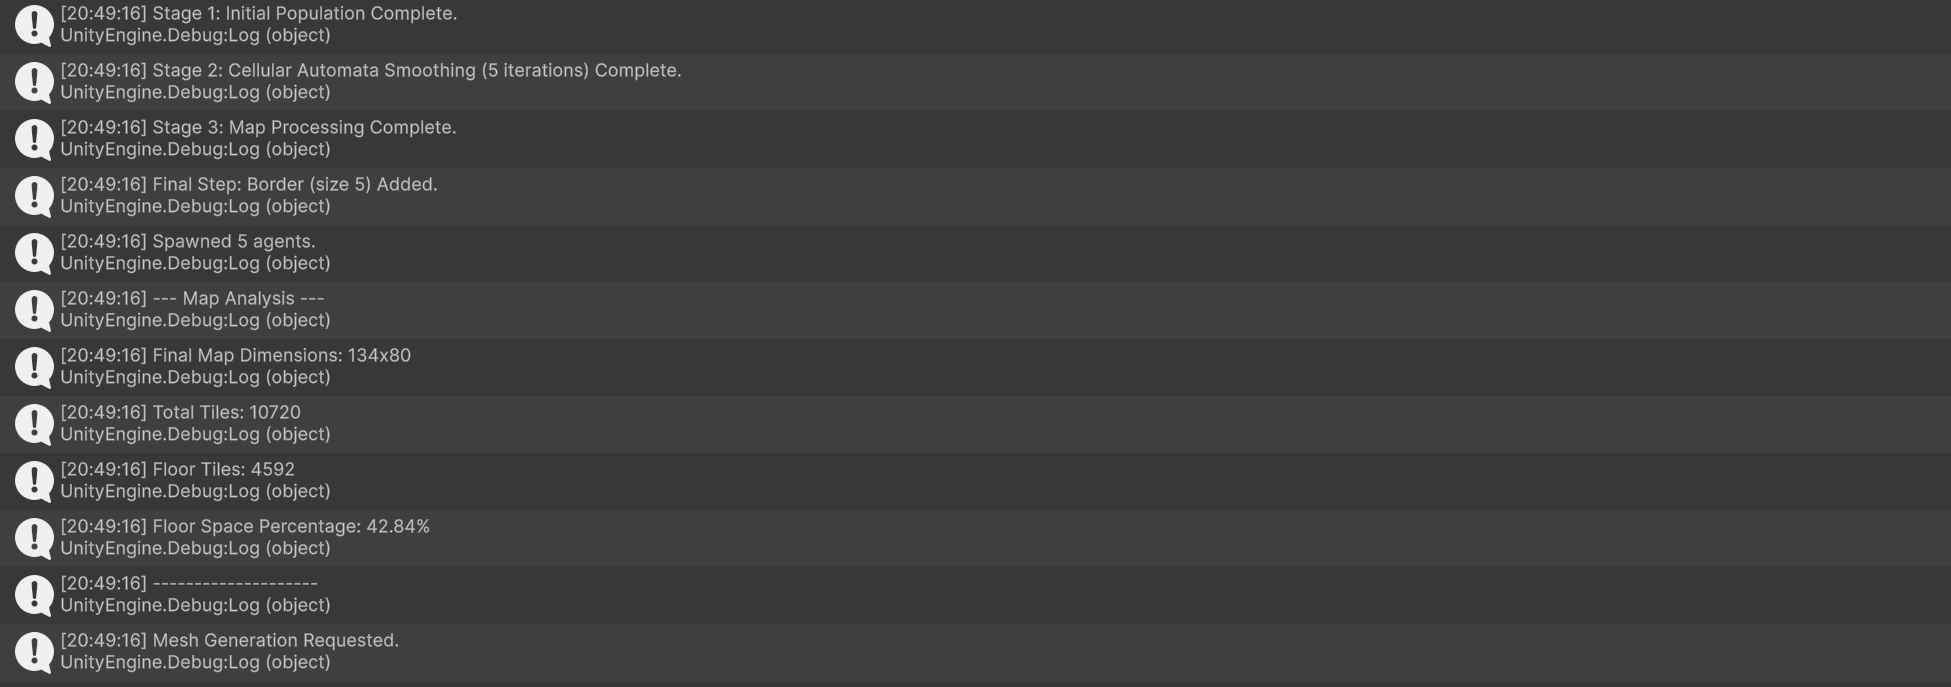 [20:49:16] Stage 1: Initial Population Complete.
UnityEngine.Debug:Log (object)
[20:49:16] Stage 2: Cellular Automata Smoothing (5 iterations) Complete.
UnityEngine.Debug:Log (object)
[20:49:16] Stage 3: Map Processing Complete.
UnityEngine.Debug:Log (object)
[20:49:16] Final Step: Border (size 5) Added.
UnityEngine.Debug:Log (object)
[20:49:16] Spawned 5 agents.
UnityEngine.Debug:Log (object)
[20:49:16] --- Map Analysis ---
UnityEngine.Debug:Log (object)
[20:49:16] Final Map Dimensions: 134x80
UnityEngine.Debug:Log (object)
[20:49:16] Total Tiles: 10720
UnityEngine.Debug:Log (object)
[20:49:16] Floor Tiles: 4592
UnityEngine.Debug:Log (object)
[20:49:16] Floor Space Percentage: 42.84%
UnityEngine.Debug:Log (object)
[20:49:16] --------------------
UnityEngine.Debug:Log (object)
[20:49:16] Mesh Generation Requested.
UnityEngine.Debug:Log (object)